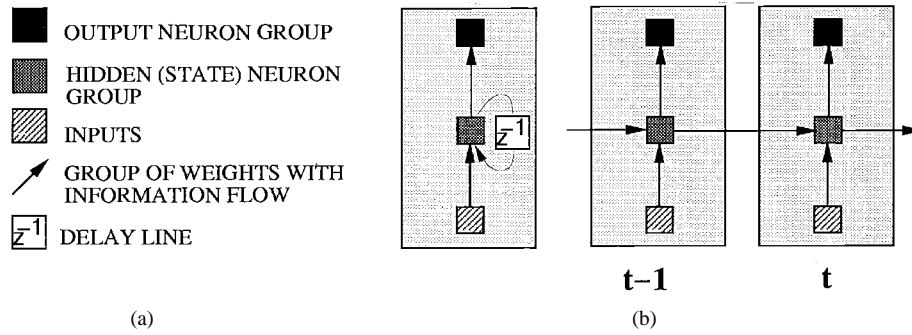 OUTPUT NEURON GROUP
HIDDEN (STATE) NEURON
GROUP
INPUTS
GROUP OF WEIGHTS WITH
INFORMATION FLOW
z⁻¹ DELAY LINE
z⁻¹
t−1 t
(a) (b)